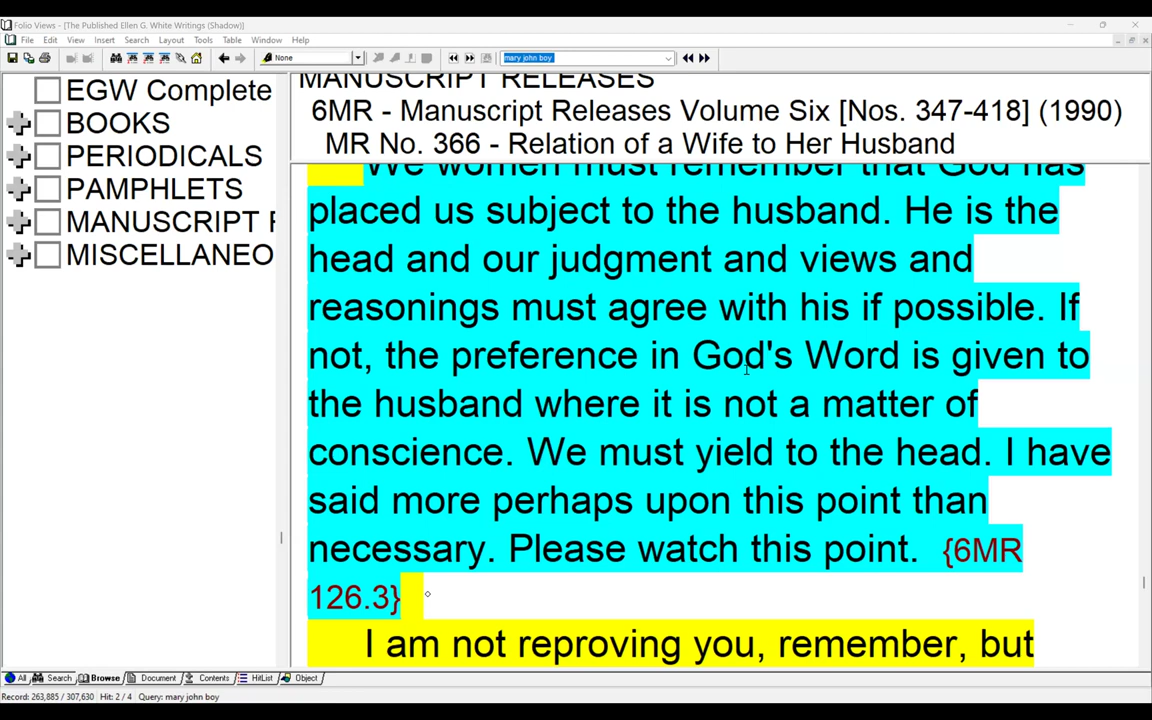 Folio Views - [The Published Ellen G. White Writings (Shadow)]
File Edit View Insert Search Layout Tools Table Window Help
None
mary john boy
EGW Complete
BOOKS
PERIODICALS
PAMPHLETS
MANUSCRIPT
MISCELLANEO
MANUSCRIPT RELEASES
6MR - Manuscript Releases Volume Six [Nos. 347-418] (1990)
MR No. 366 - Relation of a Wife to Her Husband
We women must remember that God has
placed us subject to the husband. He is the
head and our judgment and views and
reasonings must agree with his if possible. If
not, the preference in God's Word is given to
the husband where it is not a matter of
conscience. We must yield to the head. I have
said more perhaps upon this point than
necessary. Please watch this point. {6MR
126.3}
I am not reproving you, remember, but
All Search Browse Document Contents HitList Object
Record: 263,885 / 307,630 Hit: 2 / 4 Query: mary john boy